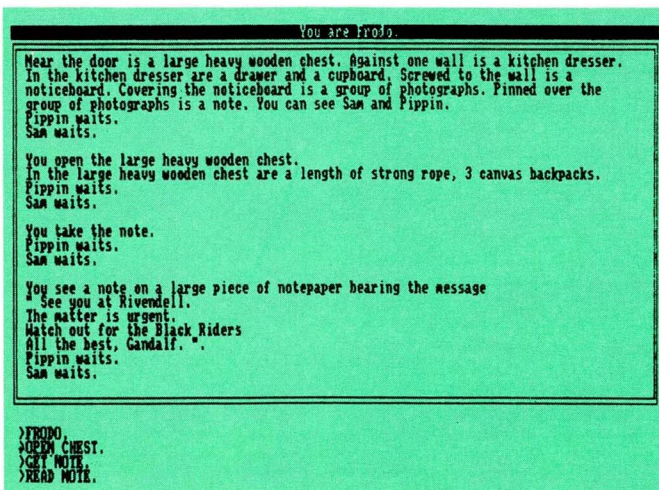 You are Frodo.
Near the door is a large heavy wooden chest. Against one wall is a kitchen dresser.
In the kitchen dresser are a drawer and a cupboard. Screwed to the wall is a
noticeboard. Covering the noticeboard is a group of photographs. Pinned over the
group of photographs is a note. You can see Sam and Pippin.
Pippin waits.
Sam waits.
You open the large heavy wooden chest.
In the large heavy wooden chest are a length of strong rope, 3 canvas backpacks.
Pippin waits.
Sam waits.
You take the note.
Pippin waits.
Sam waits.
You see a note on a large piece of notepaper bearing the message
" See you at Rivendell.
The matter is urgent.
Watch out for the Black Riders
All the best, Gandalf. ".
Pippin waits.
Sam waits.
>FRODO,
>OPEN CHEST.
>GET NOTE.
>READ NOTE.